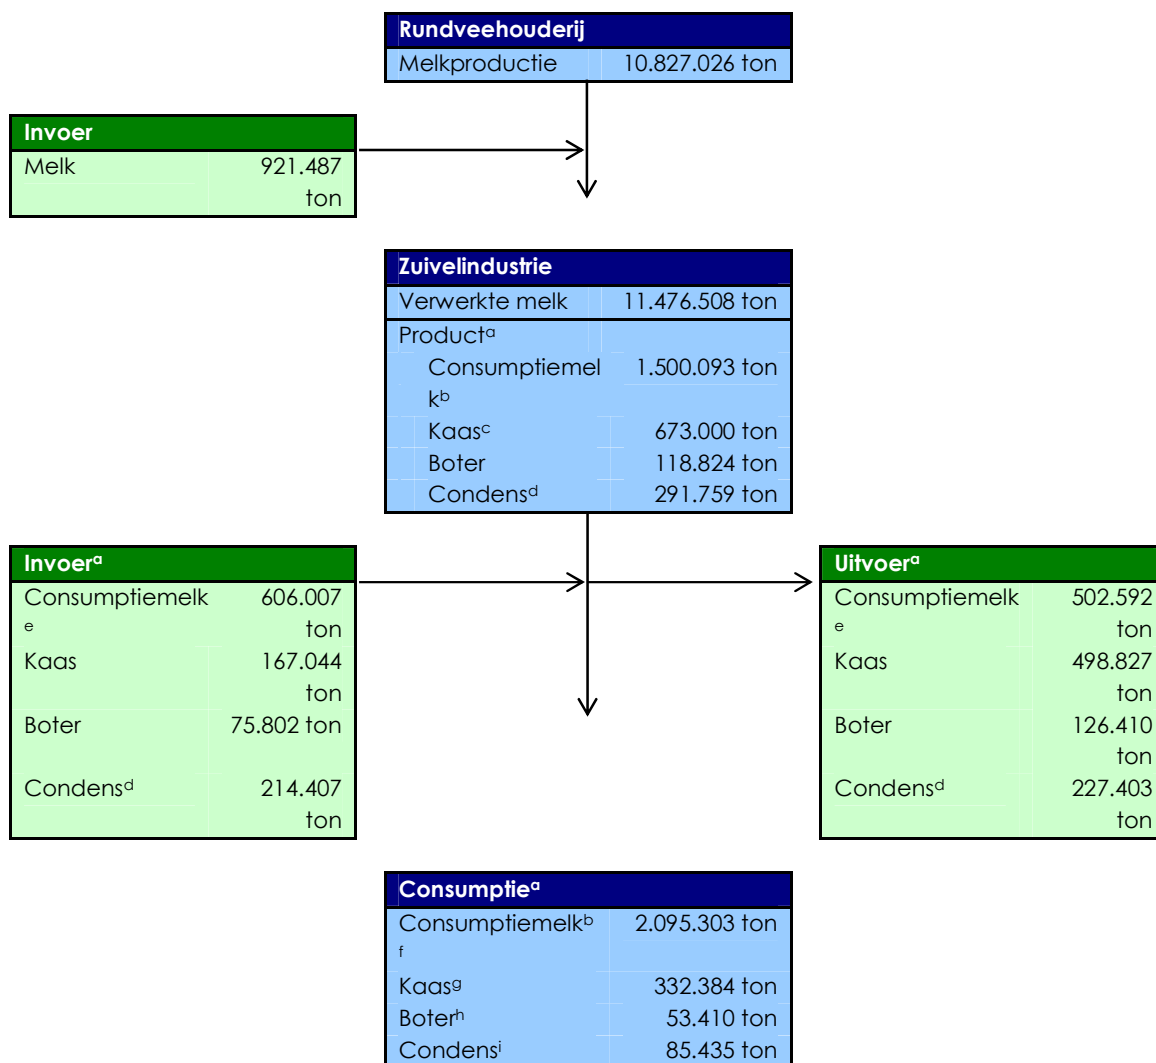 Rundveehouderij
Melkproductie 10.827.026 ton
Invoer
Melk 921.487
ton
Zuivelindustrie
Verwerkte melk 11.476.508 ton
Productᵃ
Consumptiemel 1.500.093 ton
kᵇ
Kaasᶜ 673.000 ton
Boter 118.824 ton
Condensᵈ 291.759 ton
Invoerᵃ
Consumptiemelk 606.007
ᵉ ton
Kaas 167.044
ton
Boter 75.802 ton
Condensᵈ 214.407
ton
Uitvoerᵃ
Consumptiemelk 502.592
ᵉ ton
Kaas 498.827
ton
Boter 126.410
ton
Condensᵈ 227.403
ton
Consumptieᵃ
Consumptiemelkᵇ 2.095.303 ton
ᶠ
Kaasᵍ 332.384 ton
Boterʰ 53.410 ton
Condensⁱ 85.435 ton